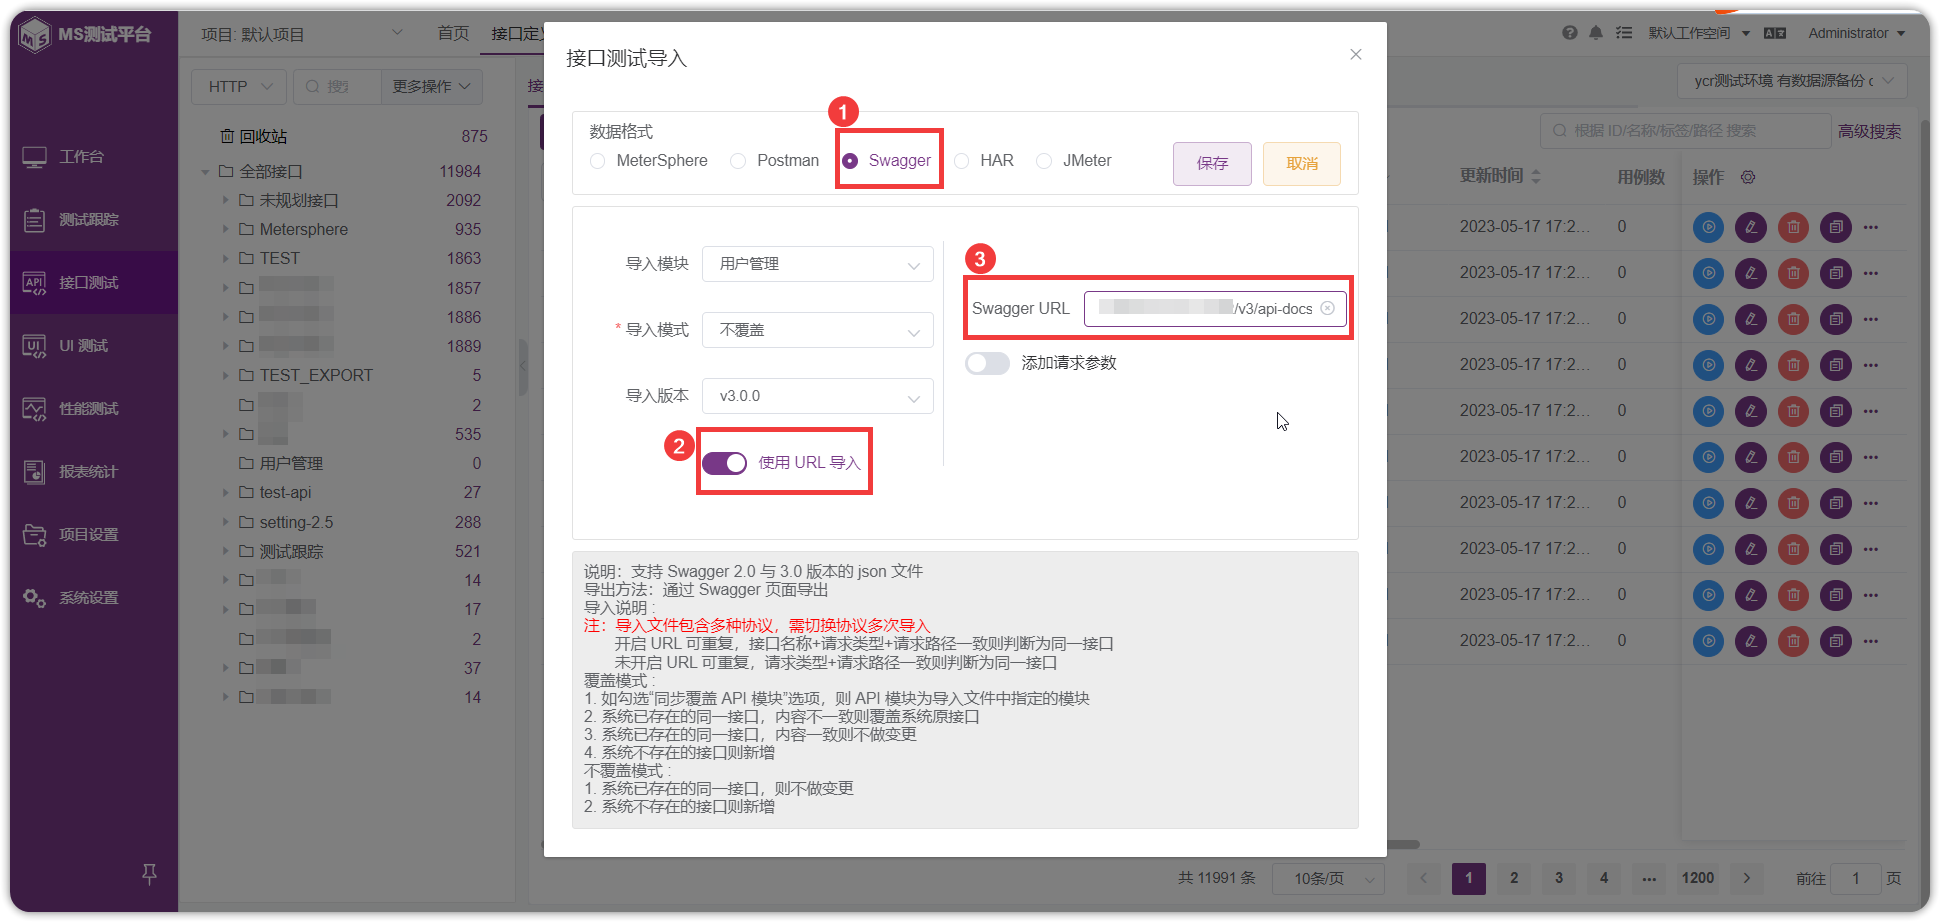 MS测试平台
工作台
测试跟踪
接口测试
UI 测试
性能测试
报表统计
项目设置
系统设置
项目: 默认项目
首页
默认工作空间
Administrator
HTTP
更多操作
ycr测试环境 有数据源备份
回收站 875
全部接口 11984
未规划接口 2092
Metersphere 935
TEST 1863
1857
1886
1889
TEST_EXPORT 5
2
535
用户管理 0
test-api 27
setting-2.5 288
测试跟踪 521
14
17
2
37
14
根据 ID/名称/标签/路径 搜索
高级搜索
更新时间 用例数 操作
2023-05-17 17:2... 0
2023-05-17 17:2... 0
2023-05-17 17:2... 0
2023-05-17 17:2... 0
2023-05-17 17:2... 0
2023-05-17 17:2... 0
2023-05-17 17:2... 0
2023-05-17 17:2... 0
2023-05-17 17:2... 0
2023-05-17 17:2... 0
接口测试导入
1
数据格式
MeterSphere Postman Swagger HAR JMeter
保存 取消
导入模块 用户管理
* 导入模式 不覆盖
导入版本 v3.0.0
2
使用 URL 导入
3
Swagger URL /v3/api-docs
添加请求参数
说明：支持 Swagger 2.0 与 3.0 版本的 json 文件
导出方法：通过 Swagger 页面导出
导入说明 :
注：导入文件包含多种协议，需切换协议多次导入
开启 URL 可重复，接口名称+请求类型+请求路径一致则判断为同一接口
未开启 URL 可重复，请求类型+请求路径一致则判断为同一接口
覆盖模式 :
1. 如勾选“同步覆盖 API 模块”选项，则 API 模块为导入文件中指定的模块
2. 系统已存在的同一接口，内容不一致则覆盖系统原接口
3. 系统已存在的同一接口，内容一致则不做变更
4. 系统不存在的接口则新增
不覆盖模式 :
1. 系统已存在的同一接口，则不做变更
2. 系统不存在的接口则新增
共 11991 条 10条/页 1 2 3 4 ... 1200 前往 1 页